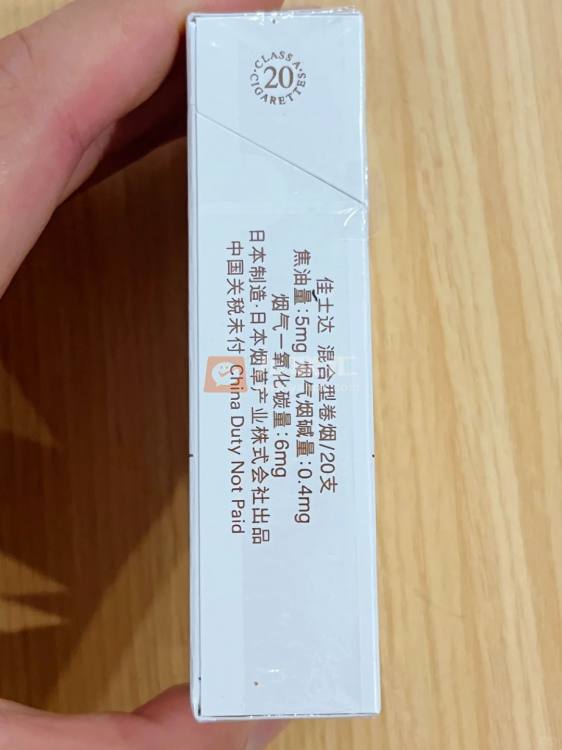 CLASS A
20
CIGARETTES
佳士达 混合型卷烟/20支
焦油量:5mg 烟气烟碱量:0.4mg
烟气一氧化碳量:6mg
日本制造·日本烟草产业株式会社出品
中国关税未付 China Duty Not Paid